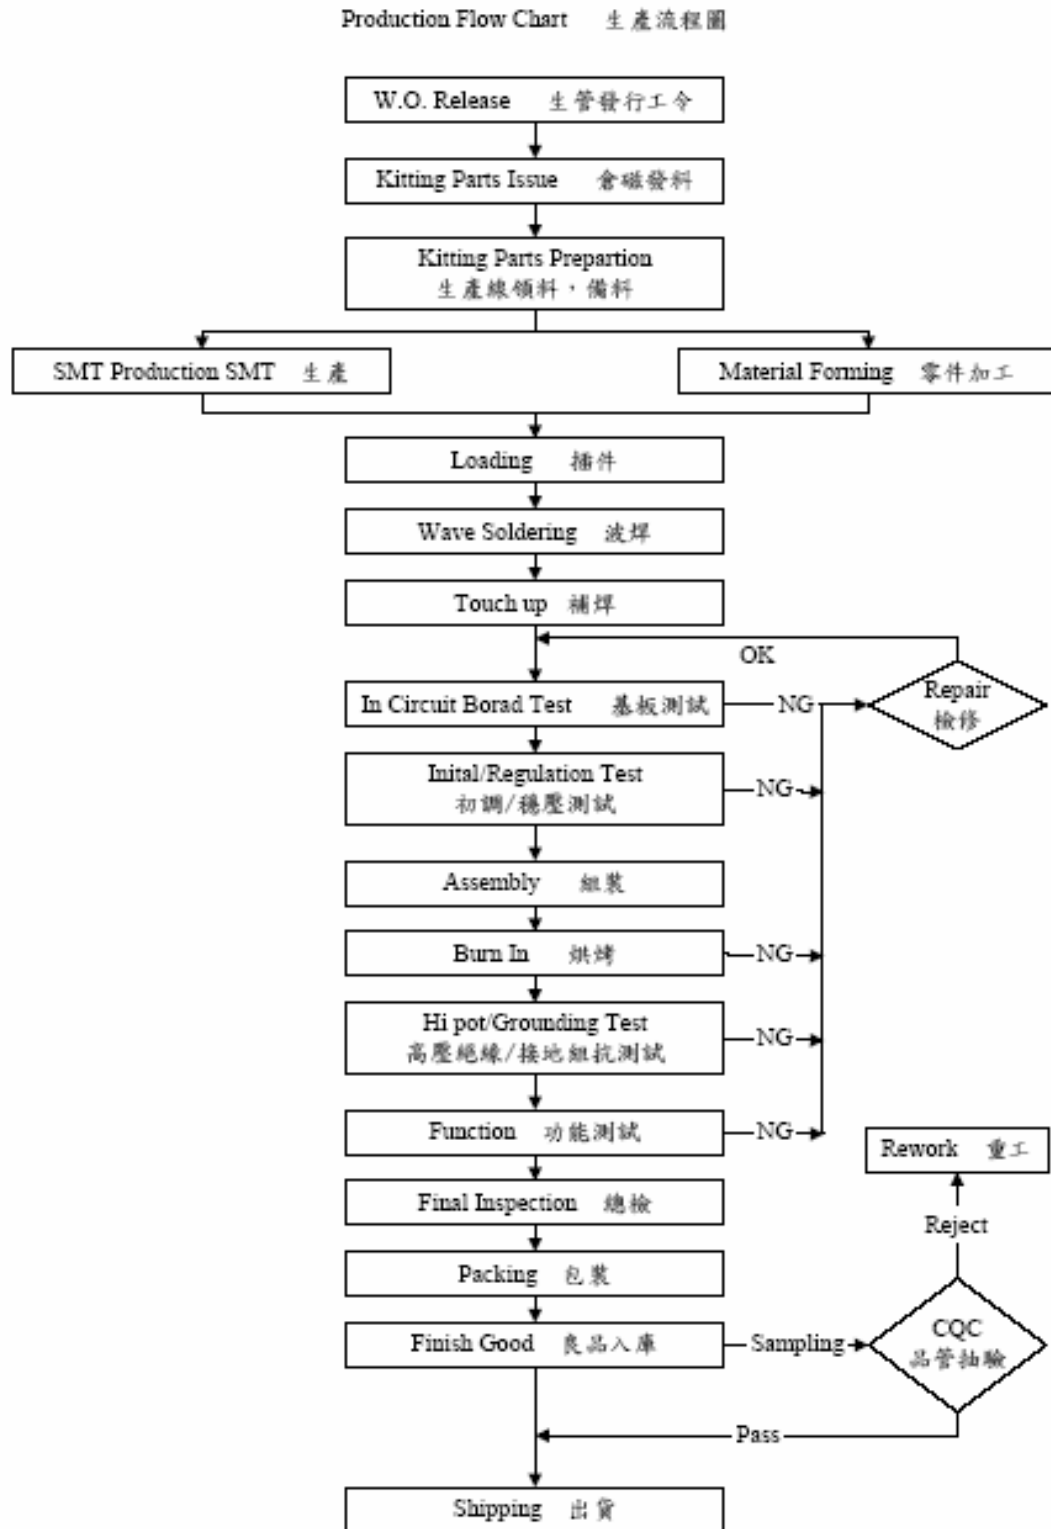 Production Flow Chart 生產流程圖
W.O. Release 生管發行工令
Kitting Parts Issue 倉磁發料
Kitting Parts Prepartion
生產線領料，備料
SMT Production SMT 生產
Material Forming 零件加工
Loading 插件
Wave Soldering 波焊
Touch up 補焊
OK
Repair
檢修
In Circuit Borad Test 基板測試
NG
Inital/Regulation Test
初調/穩壓測試
NG
Assembly 組裝
Burn In 烘烤
NG
Hi pot/Grounding Test
高壓絕緣/接地組抗測試
NG
Function 功能測試
NG
Rework 重工
Final Inspection 總檢
Reject
Packing 包裝
Finish Good 良品入庫
Sampling
CQC
品管抽驗
Pass
Shipping 出貨